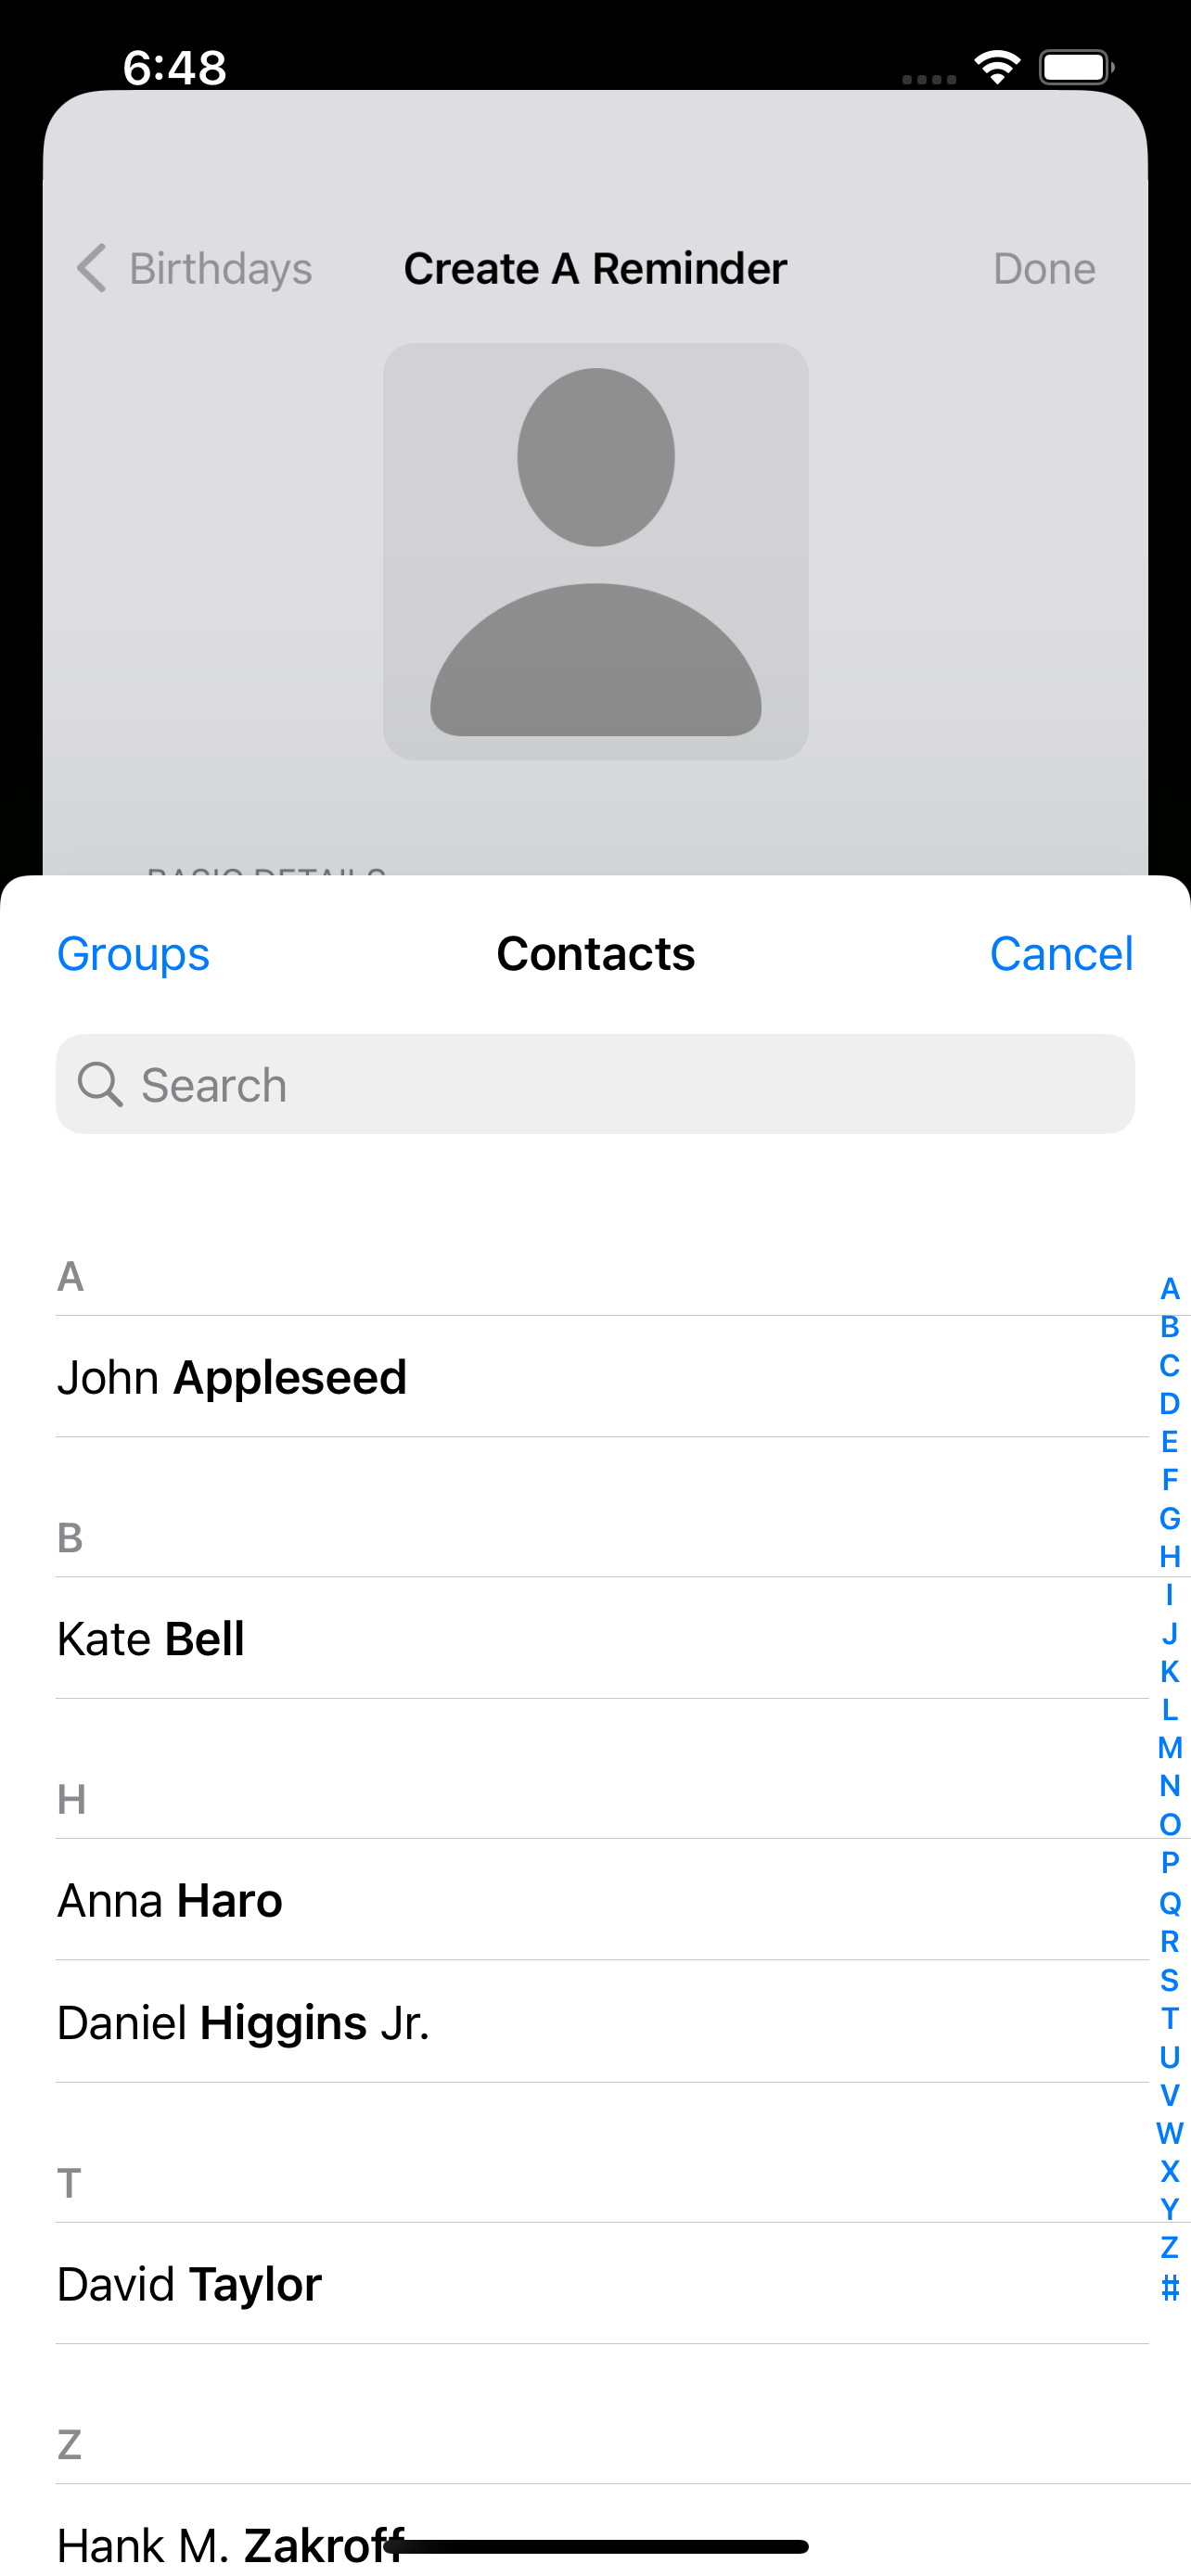 6:48
Birthdays Create A Reminder Done
BASIC DETAILS
Groups Contacts Cancel
Search
A
John Appleseed
B
Kate Bell
H
Anna Haro
Daniel Higgins Jr.
T
David Taylor
Z
Hank M. Zakroff
A
B
C
D
E
F
G
H
I
J
K
L
M
N
O
P
Q
R
S
T
U
V
W
X
Y
Z
#